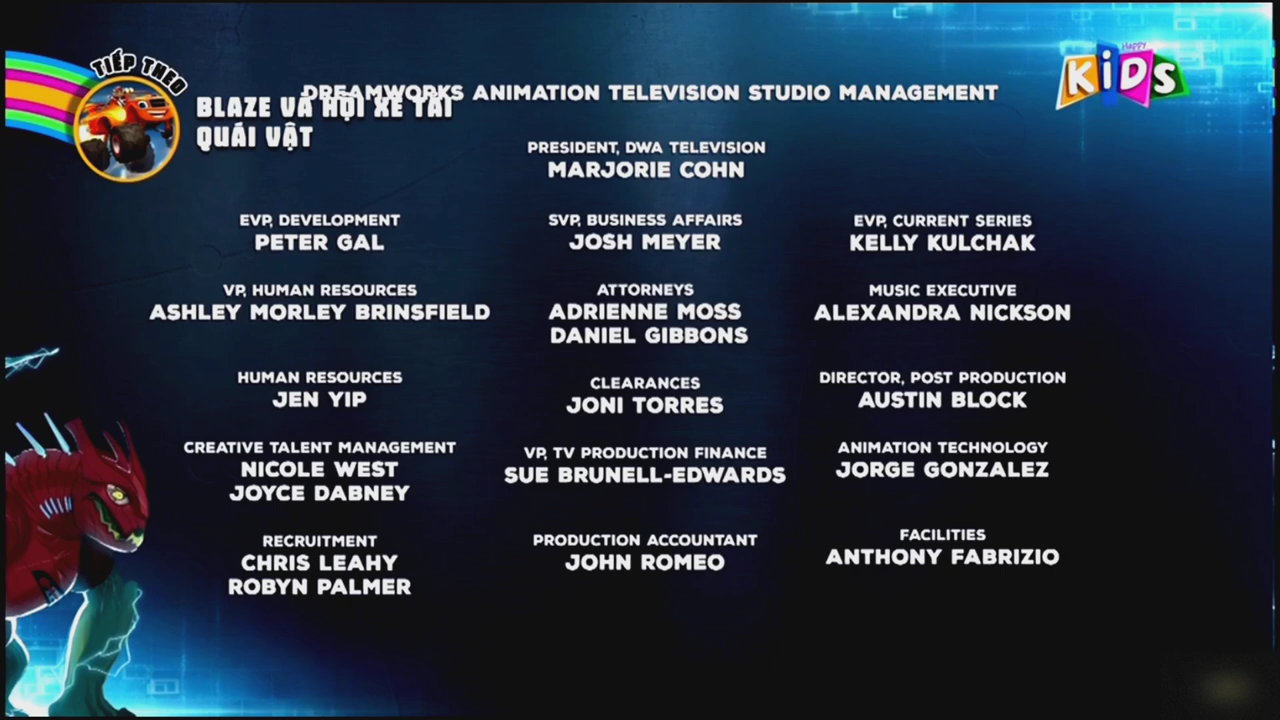 TIẾP THEO
BLAZE VÀ HỘI XE TẢI
QUÁI VẬT
Happy
KiDS
DREAMWORKS ANIMATION TELEVISION STUDIO MANAGEMENT
PRESIDENT, DWA TELEVISION
MARJORIE COHN
EVP, DEVELOPMENT
PETER GAL
SVP, BUSINESS AFFAIRS
JOSH MEYER
EVP, CURRENT SERIES
KELLY KULCHAK
VP, HUMAN RESOURCES
ASHLEY MORLEY BRINSFIELD
ATTORNEYS
ADRIENNE MOSS
DANIEL GIBBONS
MUSIC EXECUTIVE
ALEXANDRA NICKSON
HUMAN RESOURCES
JEN YIP
CLEARANCES
JONI TORRES
DIRECTOR, POST PRODUCTION
AUSTIN BLOCK
CREATIVE TALENT MANAGEMENT
NICOLE WEST
JOYCE DABNEY
VP, TV PRODUCTION FINANCE
SUE BRUNELL-EDWARDS
ANIMATION TECHNOLOGY
JORGE GONZALEZ
RECRUITMENT
CHRIS LEAHY
ROBYN PALMER
PRODUCTION ACCOUNTANT
JOHN ROMEO
FACILITIES
ANTHONY FABRIZIO